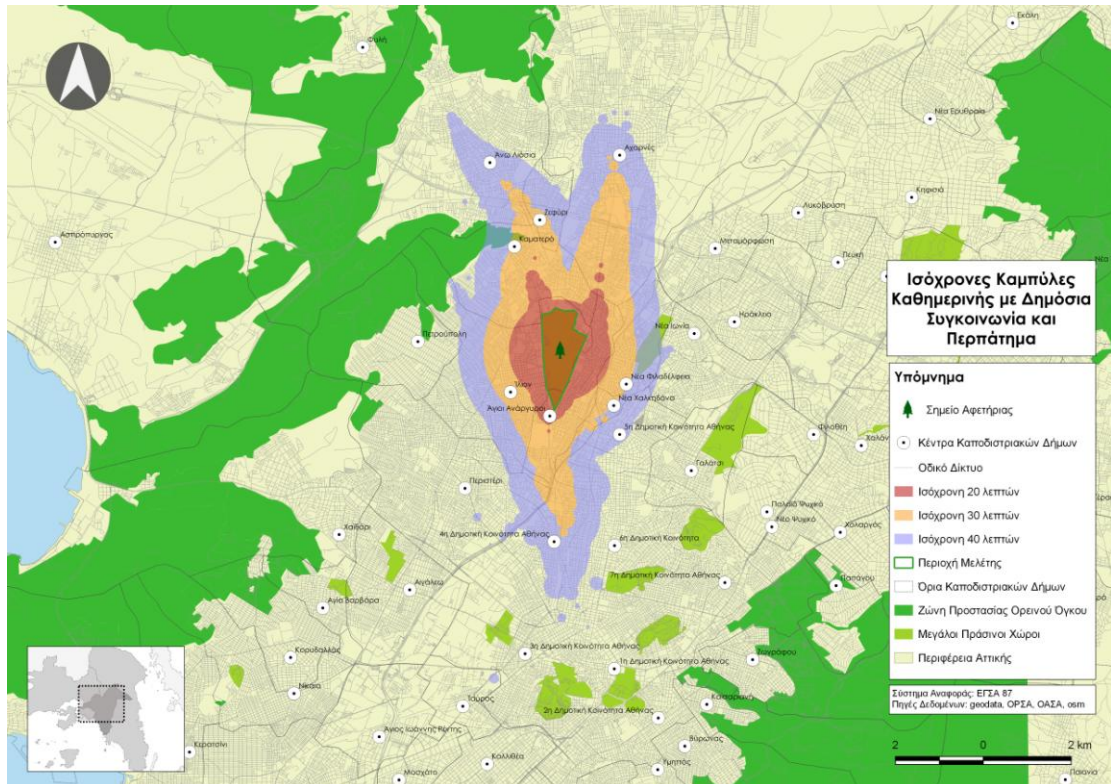 Φυλή
Εκάλη
Νέα Ερυθραία
Άνω Λιόσια
Αχαρνές
Κηφισιά
Λυκόβρυση
Ζεφύρι
Ασπρόπυργος
Καματερό
Μεταμόρφωση
Πεύκη
Ισόχρονες Καμπύλες
Καθημερινής με Δημόσια
Συγκοινωνία και
Περπάτημα
Ηράκλειο
Νέα Ιωνία
Πετρούπολη
Υπόμνημα
Σημείο Αφετηρίας
Κέντρα Καποδιστριακών Δήμων
Οδικό Δίκτυο
Ισόχρονη 20 λεπτών
Ισόχρονη 30 λεπτών
Ισόχρονη 40 λεπτών
Περιοχή Μελέτης
Όρια Καποδιστριακών Δήμων
Ζώνη Προστασίας Ορεινού Όγκου
Μεγάλοι Πράσινοι Χώροι
Περιφέρεια Αττικής
Σύστημα Αναφοράς: ΕΓΣΑ 87
Πηγές Δεδομένων: geodata, ΟΡΣΑ, ΟΑΣΑ, osm
2 0 2 km
Ίλιον
Νέα Φιλαδέλφεια
Άγιοι Ανάργυροι
Νέα Χαλκηδόνα
5η Δημοτική Κοινότητα Αθήνας
Φιλοθέη
Γαλάτσι
Περιστέρι
Παλαιό Ψυχικό
Νέο Ψυχικό
Χολαργός
Χαϊδάρι
4η Δημοτική Κοινότητα Αθήνας
6η Δημοτική Κοινότητα
7η Δημοτική Κοινότητα Αθήνας
Παπάγου
Αιγάλεω
Αγία Βαρβάρα
Κορυδαλλός
3η Δημοτική Κοινότητα Αθήνας
1η Δημοτική Κοινότητα Αθήνας
Ζωγράφου
Νίκαια
Ταύρος
2η Δημοτική Κοινότητα Αθήνας
Καισαριανή
Άγιος Ιωάννης Ρέντης
Βύρωνας
Κερατσίνι
Καλλιθέα
Υμηττός
Μοσχάτο
Παιανία